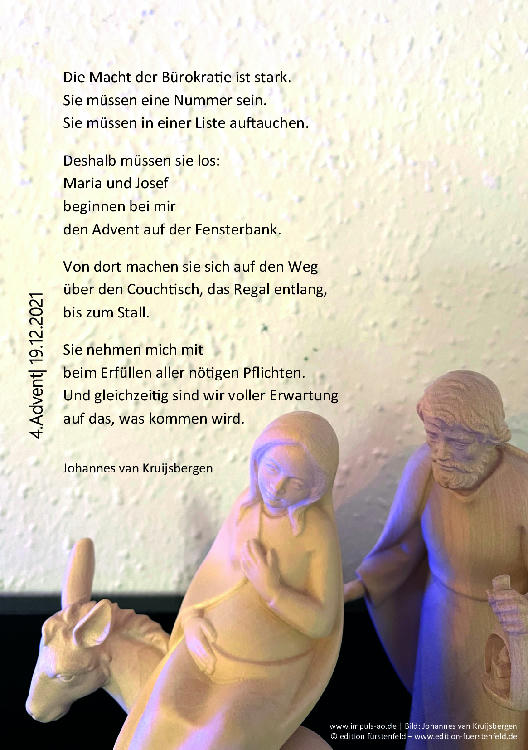 Die Macht der Bürokratie ist stark.
Sie müssen eine Nummer sein.
Sie müssen in einer Liste auftauchen.
Deshalb müssen sie los:
Maria und Josef
beginnen bei mir
den Advent auf der Fensterbank.
Von dort machen sie sich auf den Weg
über den Couchtisch, das Regal entlang,
bis zum Stall.
Sie nehmen mich mit
beim Erfüllen aller nötigen Pflichten.
Und gleichzeitig sind wir voller Erwartung
auf das, was kommen wird.
Johannes van Kruijsbergen
4.Advent| 19.12.2021
www.impuls-ao.de | Bild: Johannes van Kruijsbergen
© edition fürstenfeld – www.edition-fuerstenfeld.de